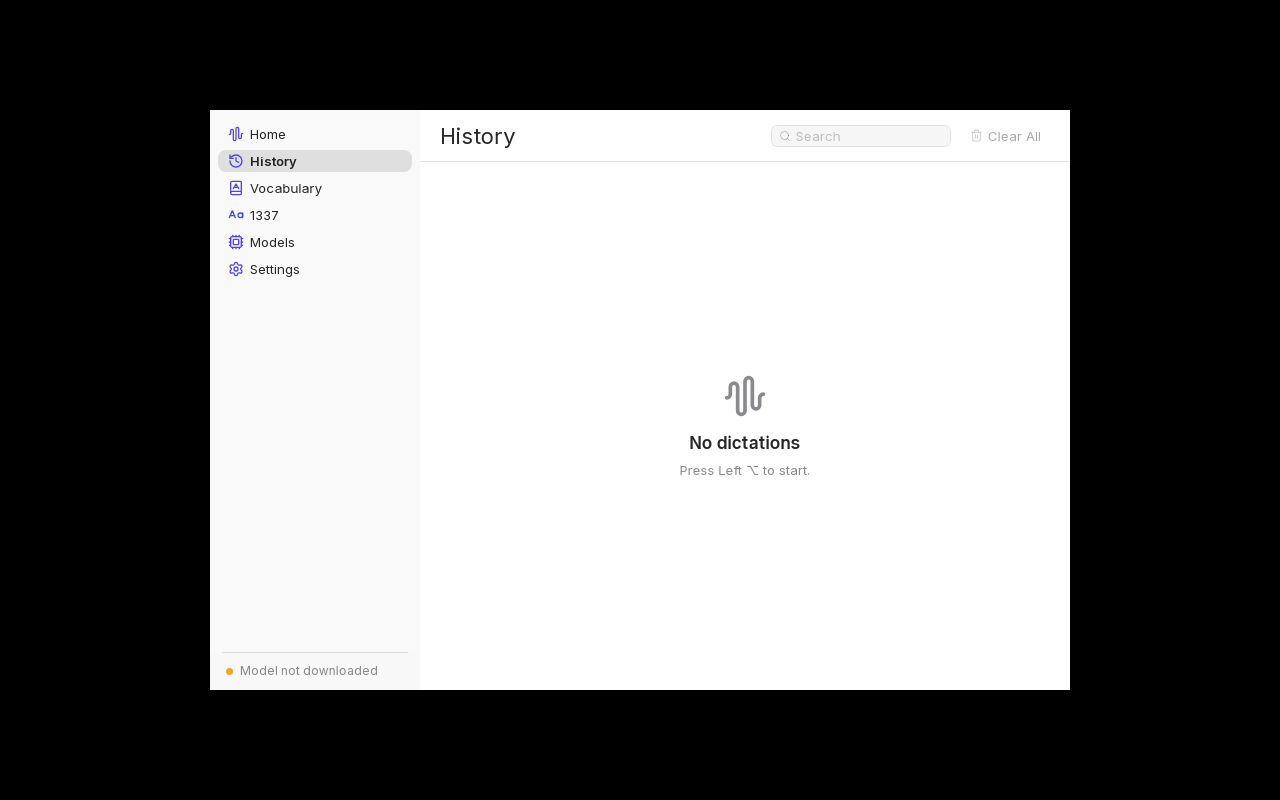 Home
History
Vocabulary
Aa 1337
Models
Settings
Model not downloaded
History
Search
Clear All
No dictations
Press Left ⌥ to start.